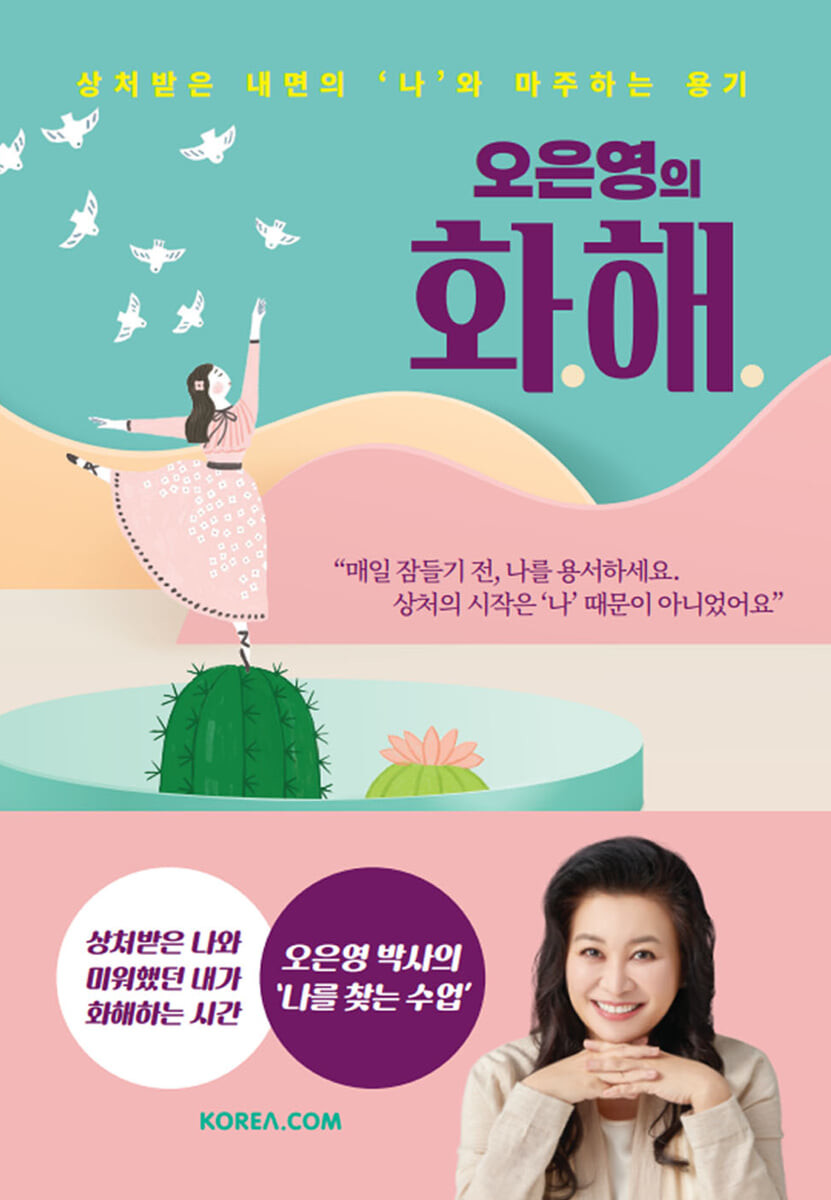 상처받은 내면의 ‘나’와 마주하는 용기
오은영의
화해
“매일 잠들기 전, 나를 용서하세요.
상처의 시작은 ‘나’ 때문이 아니었어요”
상처받은 나와
미워했던 내가
화해하는 시간
오은영 박사의
‘나를 찾는 수업’
KOREA.COM